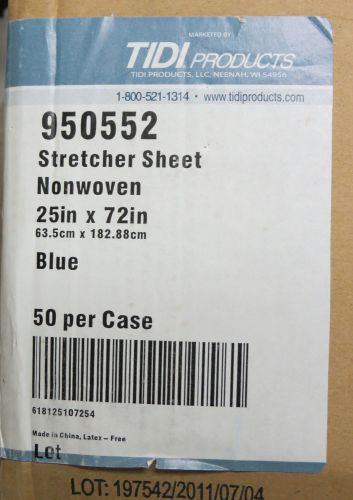 MARKETED BY
TIDI PRODUCTS
TIDI PRODUCTS, LLC, NEENAH, WI 54956
1-800-521-1314 • www.tidiproducts.com
950552
Stretcher Sheet
Nonwoven
25in x 72in
63.5cm x 182.88cm
Blue
50 per Case
618125107254
Made in China, Latex - Free
Lot
LOT: 197542/2011/07/04